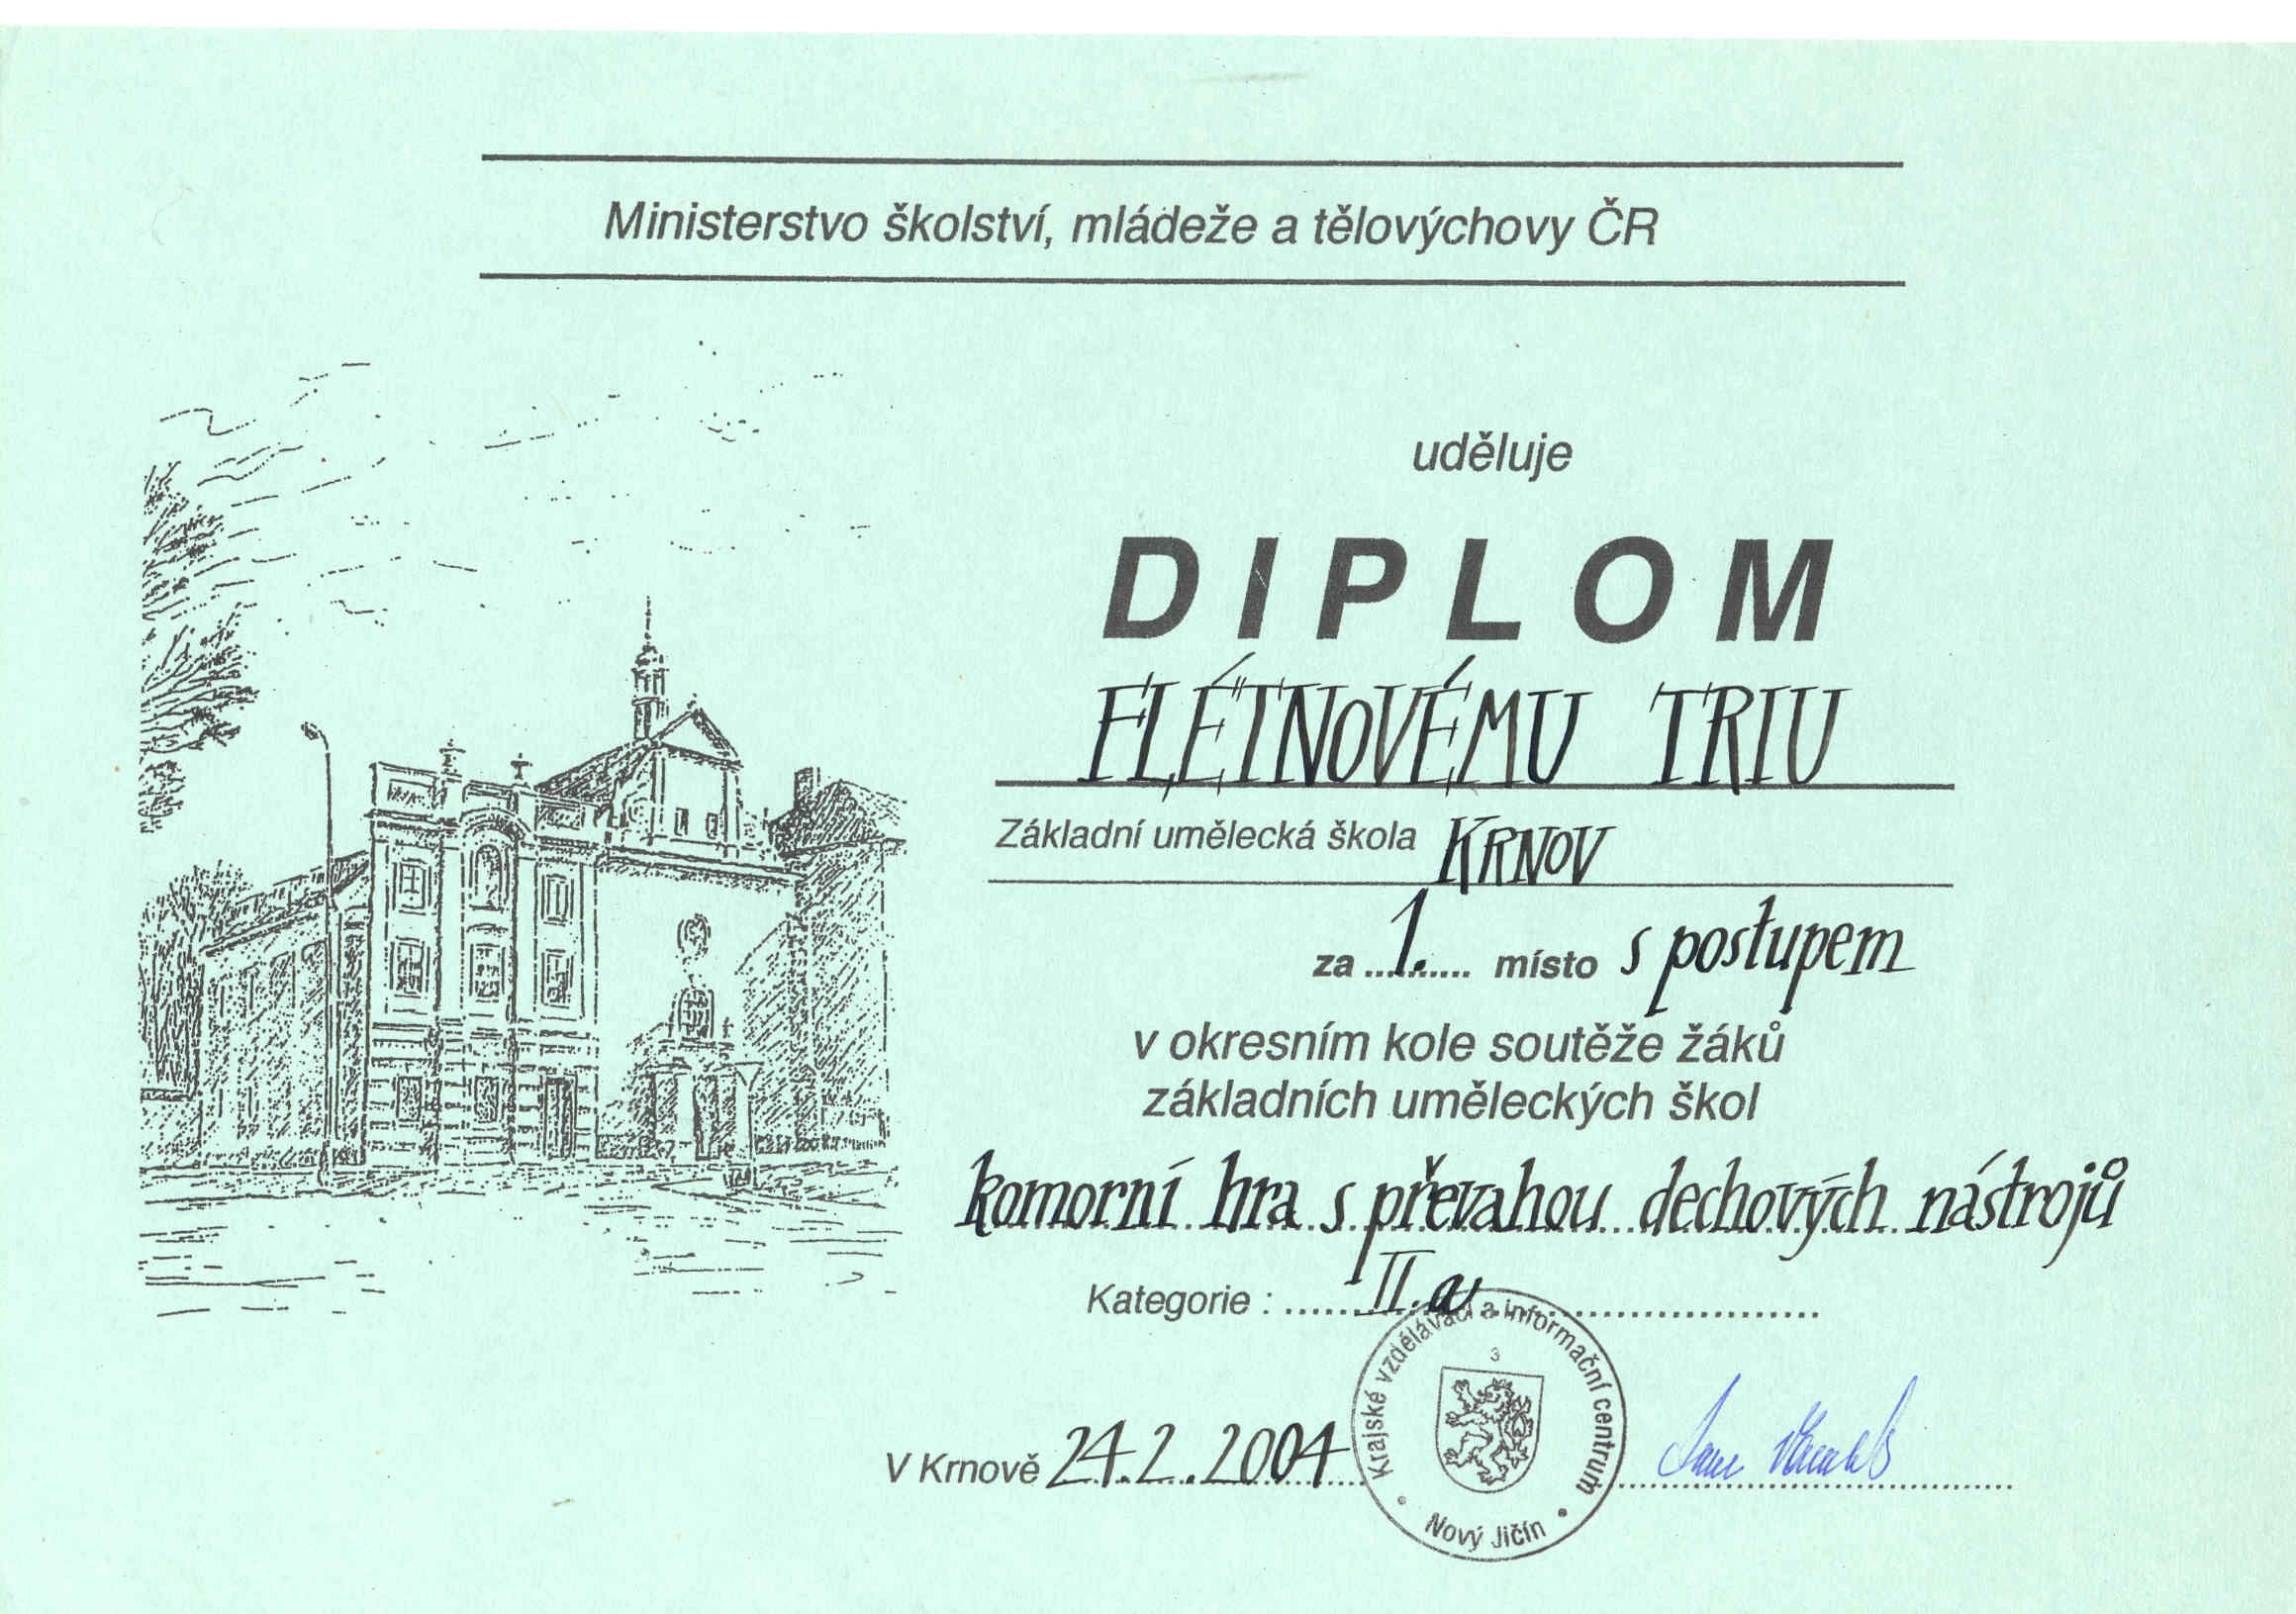 Ministerstvo školství, mládeže a tělovýchovy ČR
uděluje
DIPLOM
FLÉTNOVÉMU TRIU
Základní umělecká škola KRNOV
za 1. místo s postupem
v okresním kole soutěže žáků
základních uměleckých škol
komorní hra s převahou dechových nástrojů
Kategorie : II.a
V Krnově 24.2.2004
Krajské vzdělávací a informační centrum
3
Nový Jičín